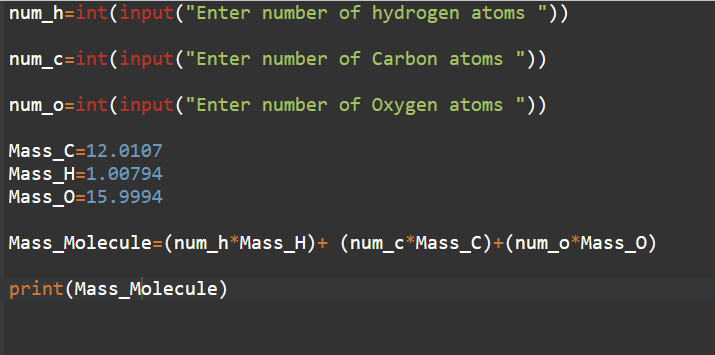 num_h=int(input("Enter number of hydrogen atoms "))
num_c=int(input("Enter number of Carbon atoms "))
num_o=int(input("Enter number of Oxygen atoms "))
Mass_C=12.0107
Mass_H=1.00794
Mass_O=15.9994
Mass_Molecule=(num_h*Mass_H)+ (num_c*Mass_C)+(num_o*Mass_O)
print(Mass_Molecule)